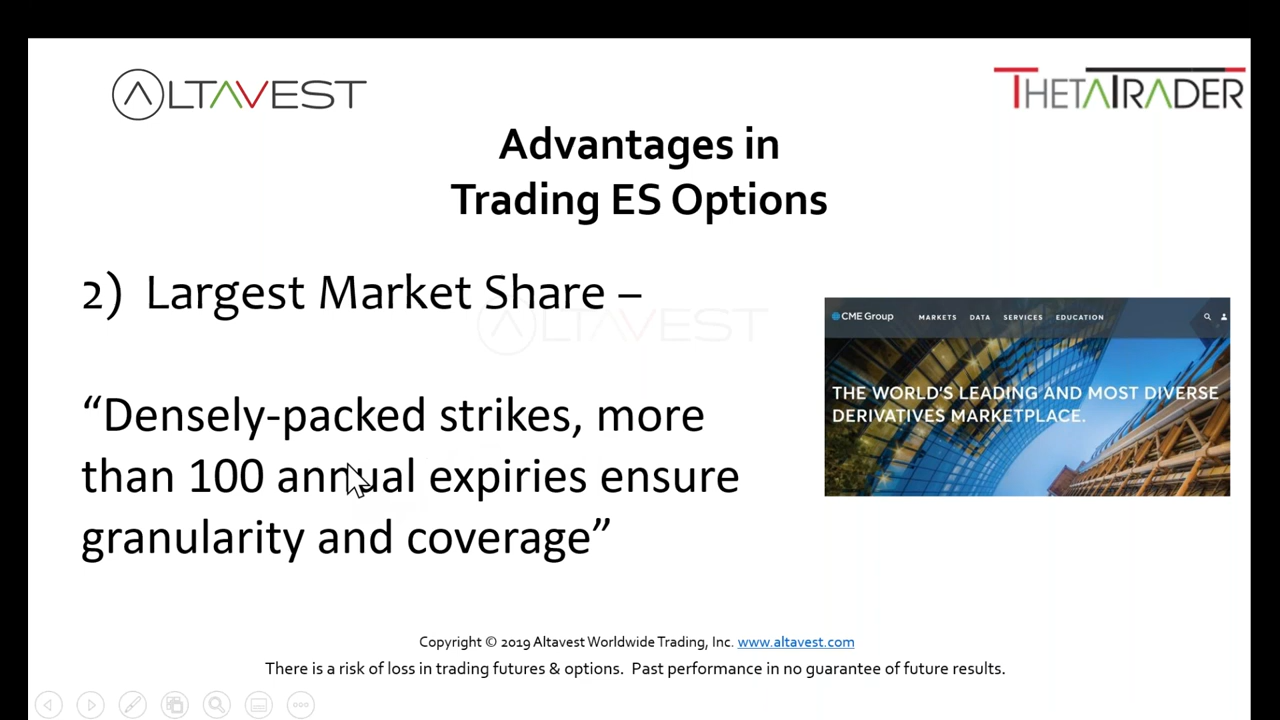 ALTAVEST
THETATRADER
Advantages in
Trading ES Options
2) Largest Market Share –
ALTAVEST
“Densely-packed strikes, more
than 100 annual expiries ensure
granularity and coverage”
CME Group MARKETS DATA SERVICES EDUCATION
THE WORLD'S LEADING AND MOST DIVERSE
DERIVATIVES MARKETPLACE.
Copyright © 2019 Altavest Worldwide Trading, Inc. www.altavest.com
There is a risk of loss in trading futures & options. Past performance in no guarantee of future results.